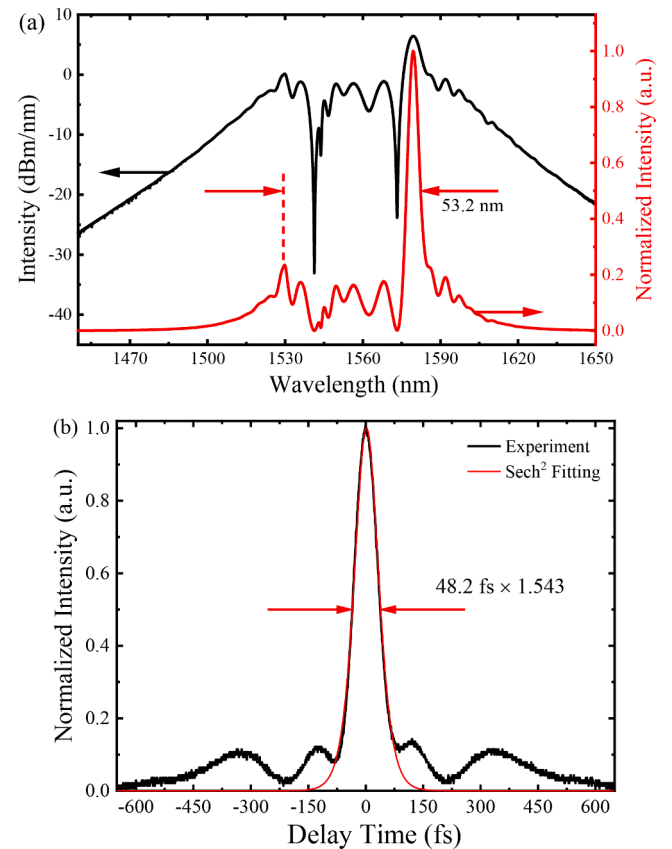 (a)
10
0
-10
-20
-30
-40
Intensity (dBm/nm)
1.0
0.8
0.6
0.4
0.2
0.0
Normalized Intensity (a.u.)
53.2 nm
1470 1500 1530 1560 1590 1620 1650
Wavelength (nm)
(b)
1.0
0.8
0.6
0.4
0.2
0.0
Normalized Intensity (a.u.)
Experiment
Sech² Fitting
48.2 fs × 1.543
-600 -450 -300 -150 0 150 300 450 600
Delay Time (fs)